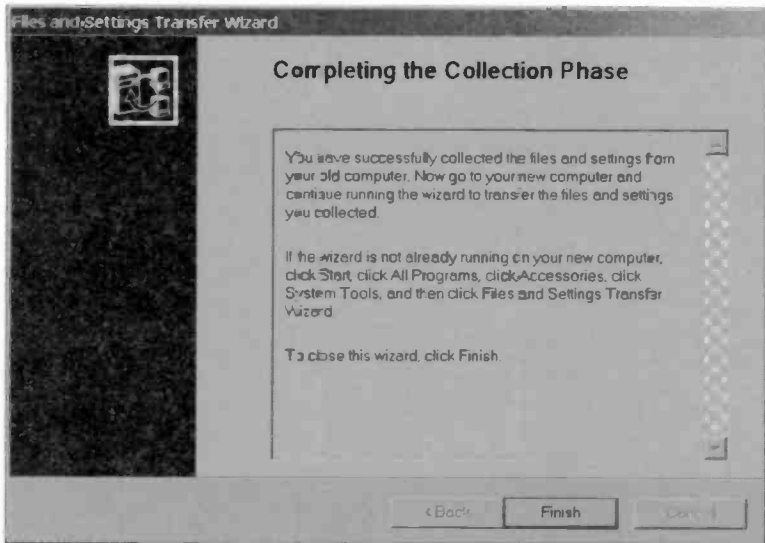 Files and Settings Transfer Wizard
Completing the Collection Phase
You have successfully collected the files and settings from
your old computer. Now go to your new computer and
continue running the wizard to transfer the files and settings
you collected.
If the wizard is not already running on your new computer,
click Start, click All Programs, click Accessories, click
System Tools, and then click Files and Settings Transfer
Wizard.
To close this wizard, click Finish.
< Back
Finish
Cancel